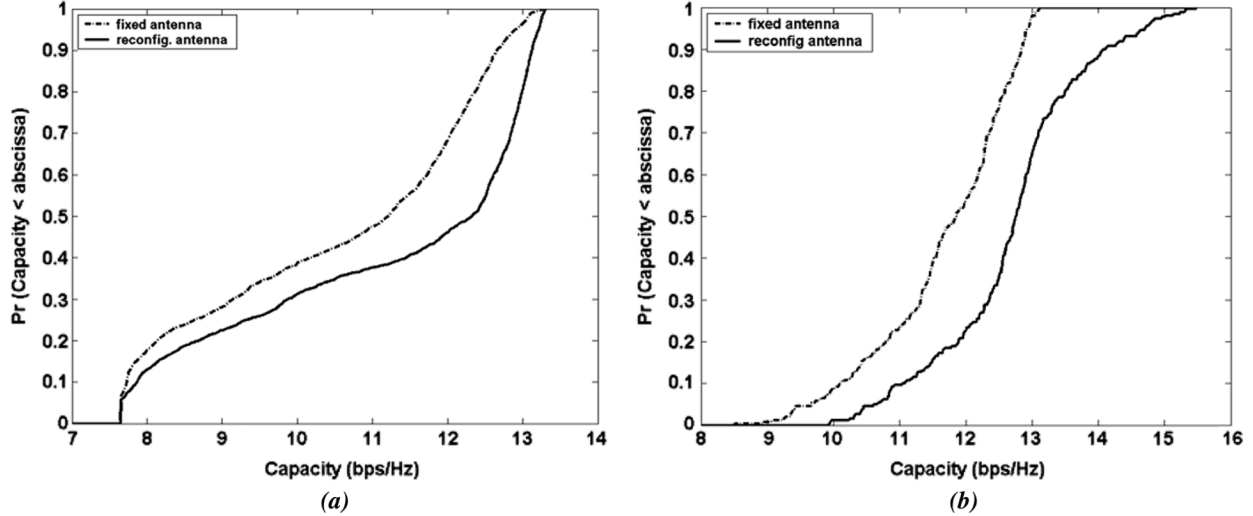 fixed antenna
reconfig. antenna
Pr (Capacity < abscissa)
1
0.9
0.8
0.7
0.6
0.5
0.4
0.3
0.2
0.1
0
7 8 9 10 11 12 13 14
Capacity (bps/Hz)
(a)
fixed antenna
reconfig antenna
Pr (Capacity < abscissa)
1
0.9
0.8
0.7
0.6
0.5
0.4
0.3
0.2
0.1
0
8 9 10 11 12 13 14 15 16
Capacity (bps/Hz)
(b)